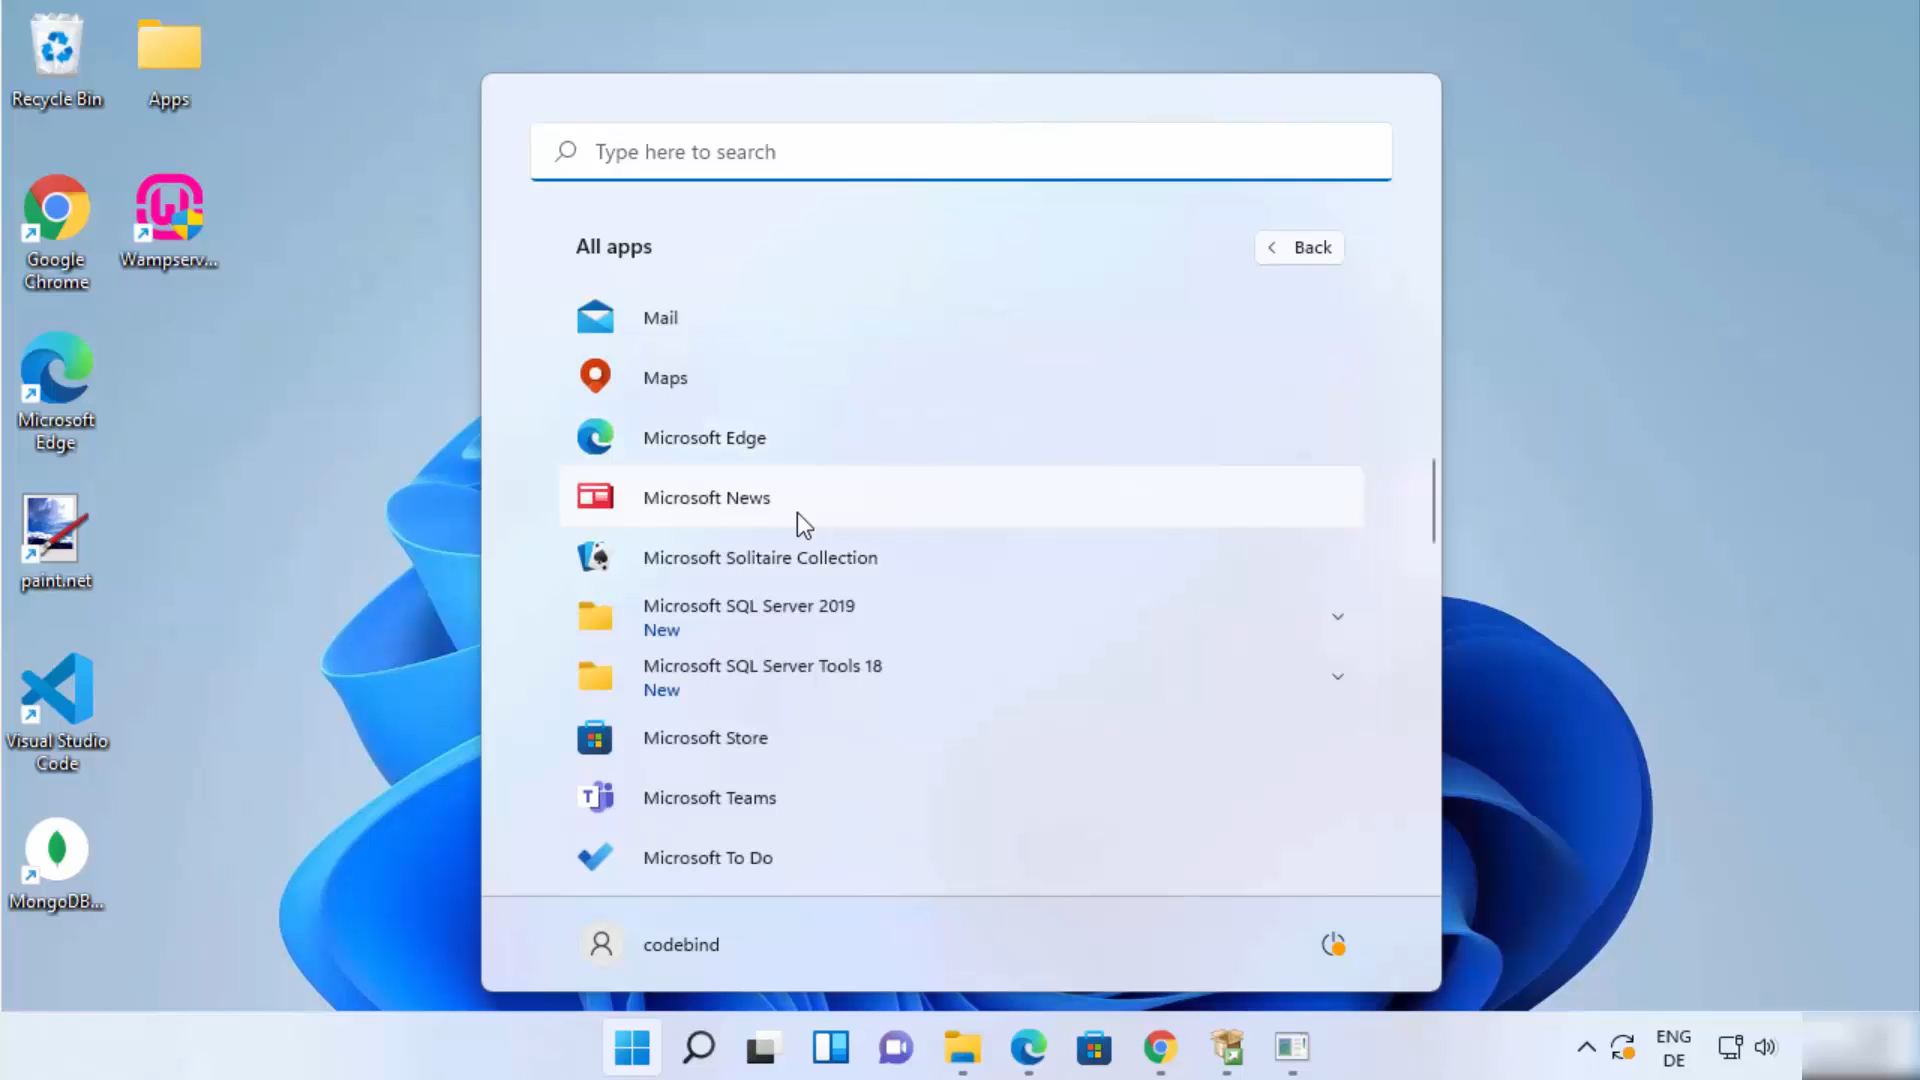 Recycle Bin
Apps
Google
Chrome
Wampserv...
Microsoft
Edge
paint.net
Visual Studio
Code
MongoDB...
Type here to search
All apps
Back
Mail
Maps
Microsoft Edge
Microsoft News
Microsoft Solitaire Collection
Microsoft SQL Server 2019
New
Microsoft SQL Server Tools 18
New
Microsoft Store
Microsoft Teams
Microsoft To Do
codebind
ENG
DE